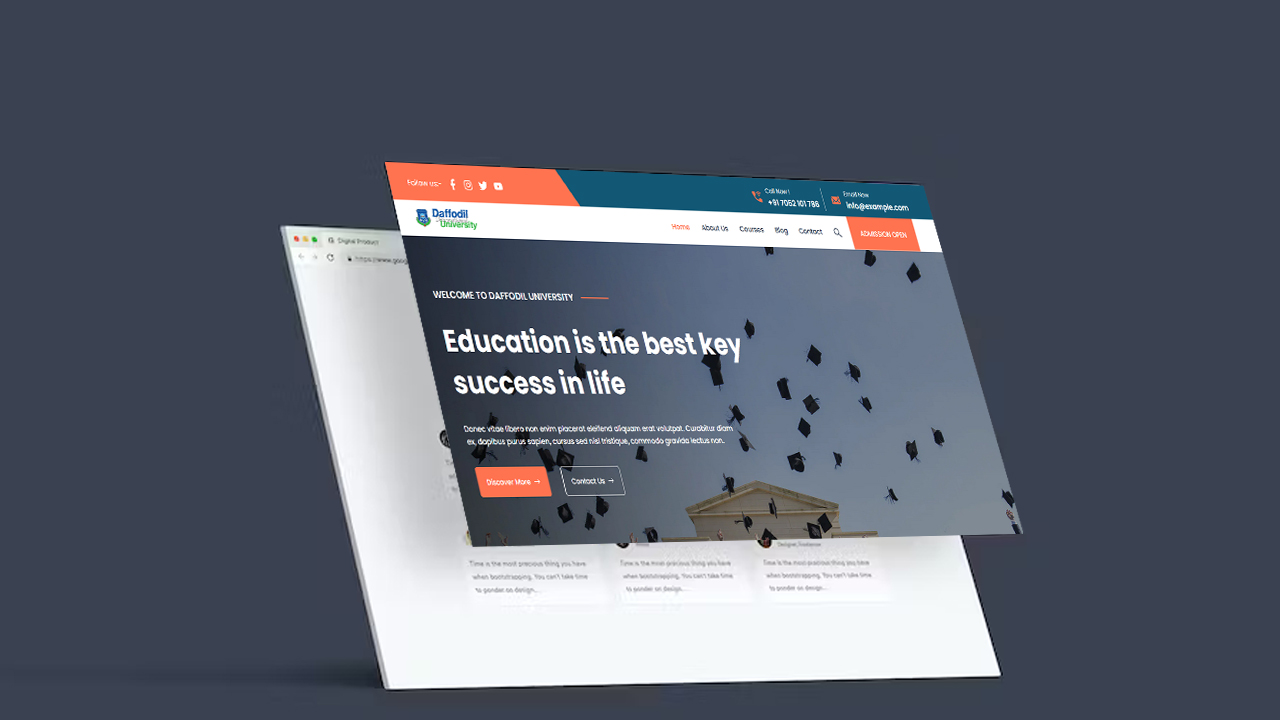 Follow us:-
Call Now !
+91 7052 101 786
Email Now
info@example.com
Daffodil
University
Home About Us Courses Blog Contact
ADMISSION OPEN
Digital Product
https://www.goog
WELCOME TO DAFFODIL UNIVERSITY
Education is the best key
success in life
Donec vitae libero non enim placerat eleifend aliquam erat volutpat. Curabitur diam
ex, dapibus purus sapien, cursus sed nisl tristique, commodo gravida lectus non.
Discover More →
Contact Us →
Designer, Freelancer
Time is the most precious thing you have
when bootstrapping. You can't take time
to ponder on design....
Time is the most precious thing you have
when bootstrapping. You can't take time
to ponder on design....
Time is the most precious thing you have
when bootstrapping. You can't take time
to ponder on design....